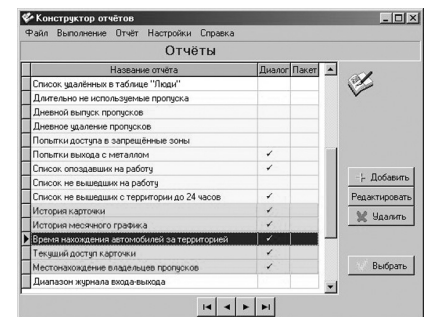 Конструктор отчётов
Файл Выполнение Отчёт Настройки Справка
Отчёты
Название отчёта Диалог Пакет
Список удалённых в таблице "Люди"
Длительно не используемые пропуска
Дневной выпуск пропусков
Дневное удаление пропусков
Попытки доступа в запрещённые зоны
Попытки выхода с металлом ✓
Список опоздавших на работу ✓
Список не вышедших на работу
Список не вышедших с территории до 24 часов ✓
История карточки ✓
История месячного графика ✓
Время нахождения автомобилей за территорией ✓
Текущий доступ карточки ✓
Местонахождение владельцев пропусков ✓
Диапазон журнала входа-выхода
Добавить
Редактировать
Удалить
Выбрать